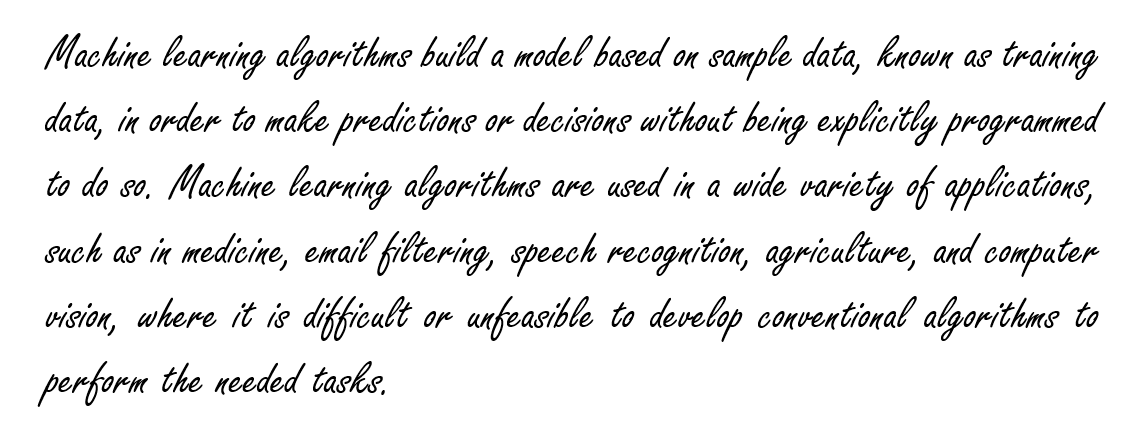 Machine learning algorithms build a model based on sample data, known as training
data, in order to make predictions or decisions without being explicitly programmed
to do so. Machine learning algorithms are used in a wide variety of applications,
such as in medicine, email filtering, speech recognition, agriculture, and computer
vision, where it is difficult or unfeasible to develop conventional algorithms to
perform the needed tasks.